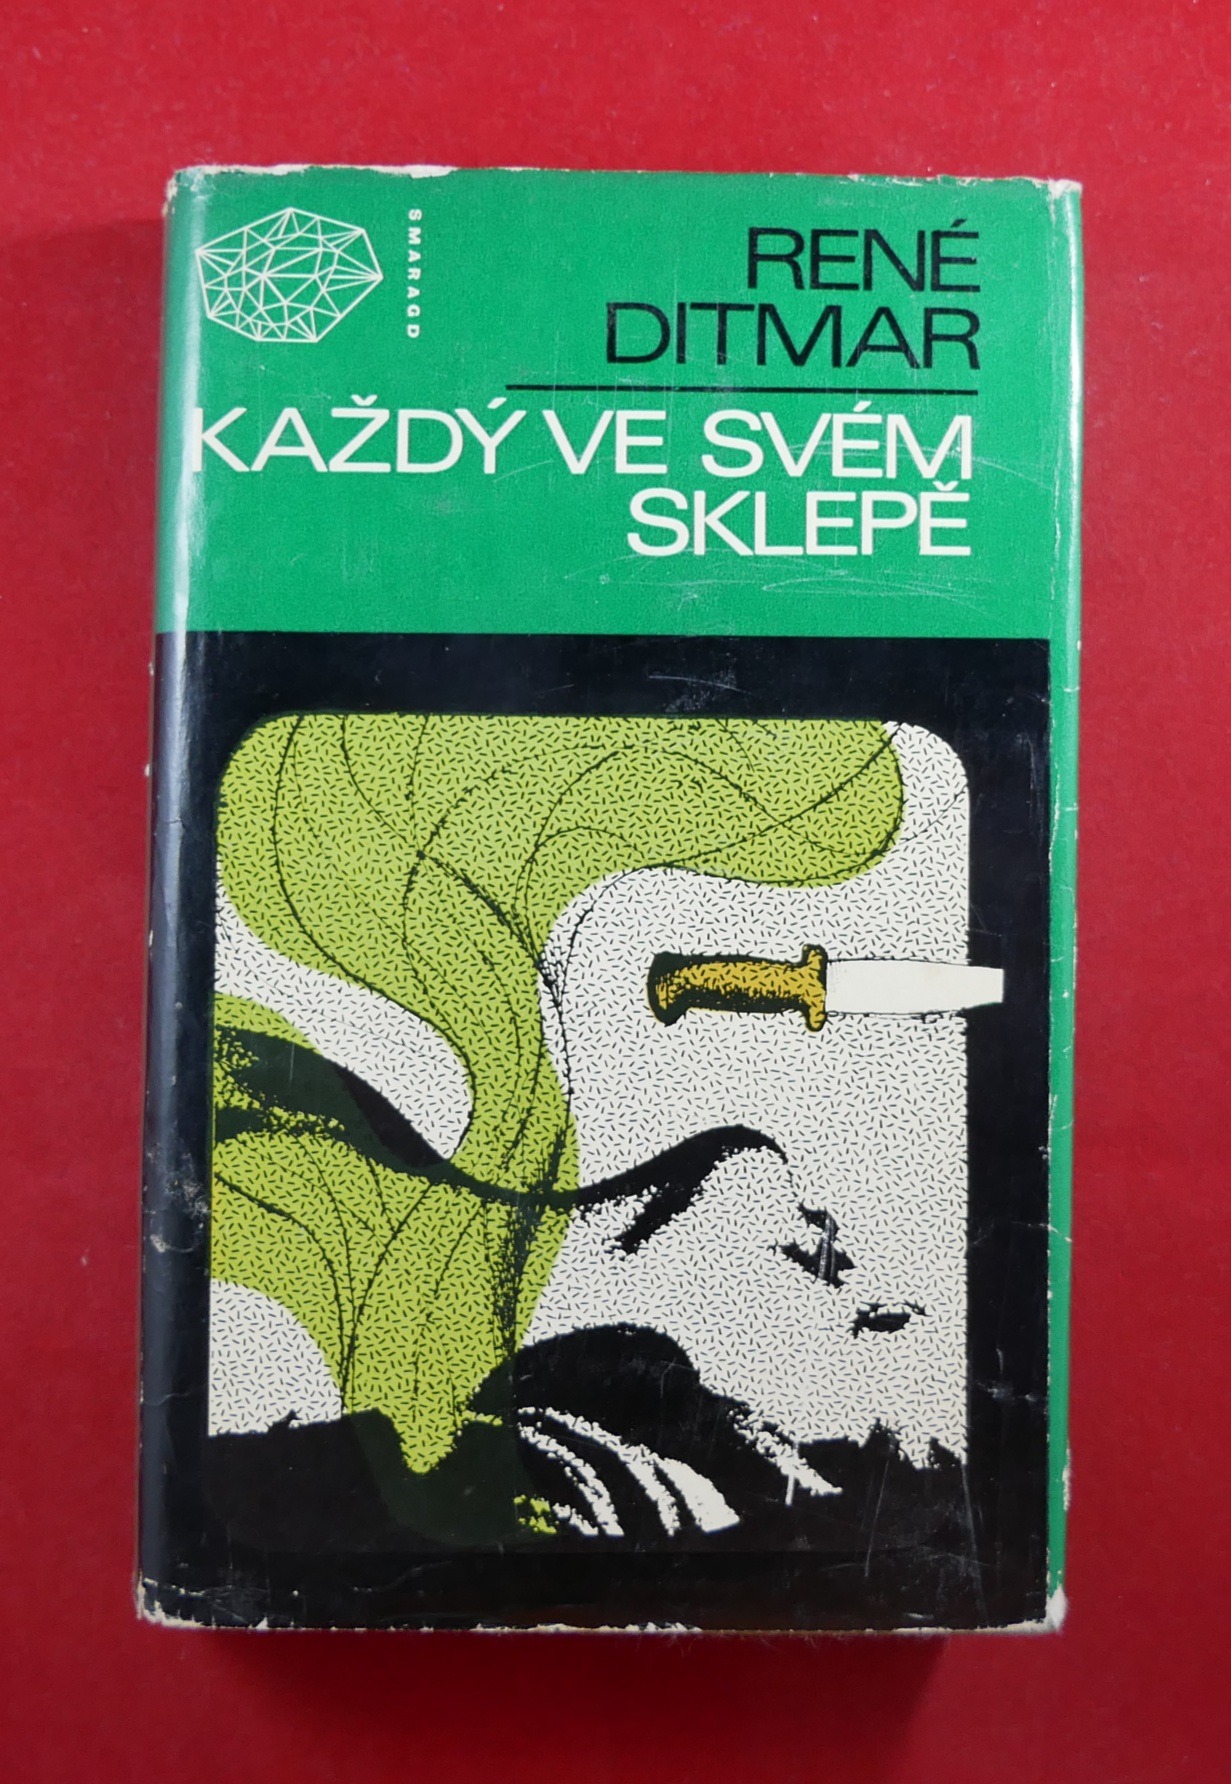 SMARAGD
RENÉ
DITMAR
KAŽDÝ VE SVÉM
SKLEPĚ